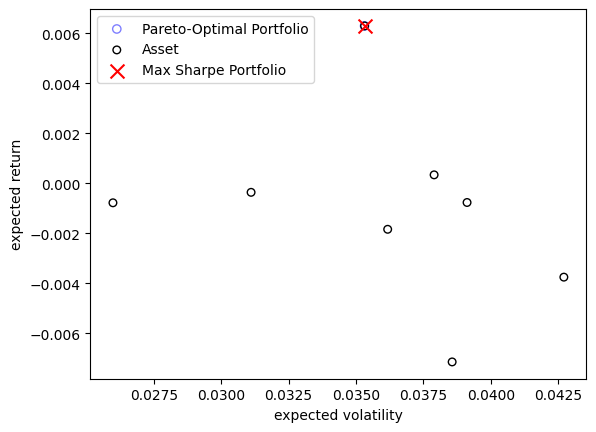 Pareto-Optimal Portfolio
Asset
Max Sharpe Portfolio
0.006
0.004
0.002
0.000
−0.002
−0.004
−0.006
expected return
0.0275
0.0300
0.0325
0.0350
0.0375
0.0400
0.0425
expected volatility